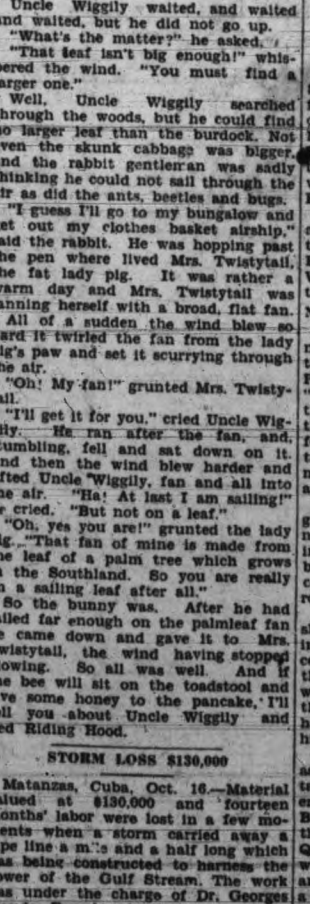 Uncle Wiggily waited, and waited
and waited, but he did not go up.
"What's the matter?" he asked.
"That leaf isn't big enough!" whis-
pered the wind. "You must find a
larger one."
Well, Uncle Wiggily searched
through the woods, but he could find
no larger leaf than the burdock. Not
even the skunk cabbage was bigger,
and the rabbit gentleman was sadly
thinking he could not sail through the
air as did the ants, beetles and bugs.
"I guess I'll go to my bungalow and
get out my clothes basket airship,"
said the rabbit. He was hopping past
the pen where lived Mrs. Twistytail,
the fat lady pig. It was rather a
warm day and Mrs. Twistytail was
fanning herself with a broad, flat fan.
All of a sudden the wind blew so
hard it twirled the fan from the lady
pig's paw and set it scurrying through
the air.
"Oh! My fan!" grunted Mrs. Twisty-
tail.
"I'll get it for you," cried Uncle Wig-
gily. He ran after the fan, and,
tumbling, fell and sat down on it.
And then the wind blew harder and
lifted Uncle Wiggily, fan and all into
the air. "Ha! At last I am sailing!"
he cried. "But not on a leaf."
"Oh, yes you are!" grunted the lady
pig. "That fan of mine is made from
the leaf of a palm tree which grows
in the Southland. So you are really
on a sailing leaf after all."
So the bunny was. After he had
sailed far enough on the palmleaf fan
he came down and gave it to Mrs.
Twistytail, the wind having stopped
blowing. So all was well. And if
the bee will sit on the toadstool and
give some honey to the pancake, I'll
tell you about Uncle Wiggily and
Red Riding Hood.
STORM LOSS $130,000
Matanzas, Cuba, Oct. 16.—Material
valued at $130,000 and fourteen
months' labor were lost in a few mo-
ments when a storm carried away a
pipe line a mile and a half long which
was being constructed to harness the
power of the Gulf Stream. The work
was under the charge of Dr. Georges